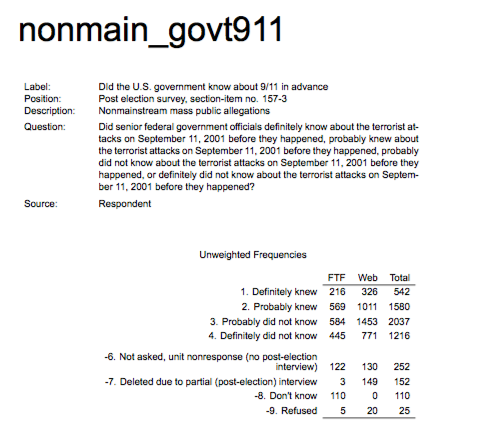 nonmain_govt911
Label: DId the U.S. government know about 9/11 in advance
Position: Post election survey, section-item no. 157-3
Description: Nonmainstream mass public allegations
Question: Did senior federal government officials definitely know about the terrorist at-
tacks on September 11, 2001 before they happened, probably knew about
the terrorist attacks on September 11, 2001 before they happened, probably
did not know about the terrorist attacks on September 11, 2001 before they
happened, or definitely did not know about the terrorist attacks on Septem-
ber 11, 2001 before they happened?
Source: Respondent
Unweighted Frequencies
FTF Web Total
1. Definitely knew 216 326 542
2. Probably knew 569 1011 1580
3. Probably did not know 584 1453 2037
4. Definitely did not know 445 771 1216
-6. Not asked, unit nonresponse (no post-election
interview) 122 130 252
-7. Deleted due to partial (post-election) interview 3 149 152
-8. Don't know 110 0 110
-9. Refused 5 20 25